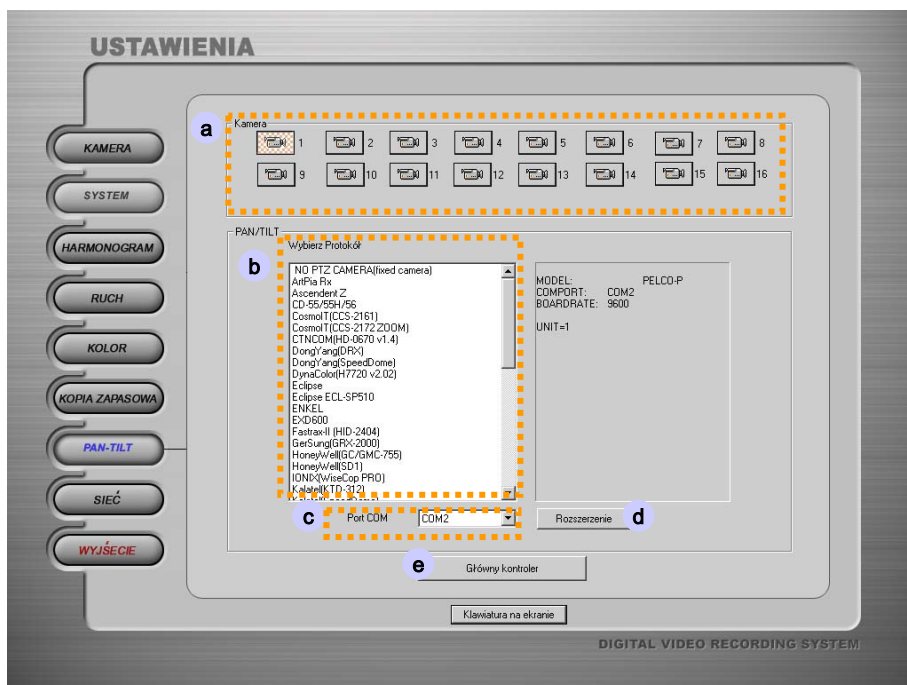 USTAWIENIA
a
Kamera
1 2 3 4 5 6 7 8
9 10 11 12 13 14 15 16
KAMERA
SYSTEM
HARMONOGRAM
RUCH
KOLOR
KOPIA ZAPASOWA
PAN-TILT
SIEĆ
WYJŚECIE
PAN/TILT
Wybierz Protokół
b
NO PTZ CAMERA(fixed camera)
ArtPia Rx
Ascendent Z
CD-55/55H/56
CosmoIT(CCS-2161)
CosmoIT(CCS-2172 ZOOM)
CTNCOM(HD-0670 v1.4)
DongYang(DRX)
DongYang(SpeedDome)
DynaColor(H7720 v2.02)
Eclipse
Eclipse ECL-SP510
ENKEL
EXD600
Fastrax-II (HID-2404)
GerSung(GRX-2000)
HoneyWell(GC/GMC-755)
HoneyWell(SD1)
IONIX(WiseCop PRO)
Kalatel(KTD-312)
MODEL: PELCO-P
COMPORT: COM2
BOARDRATE: 9600
UNIT=1
c
Port COM COM2
Rozszerzenie d
e
Główny kontroler
Klawiatura na ekranie
DIGITAL VIDEO RECORDING SYSTEM